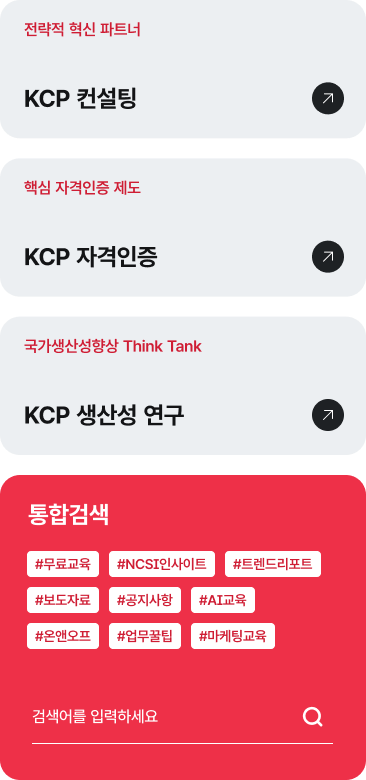 전략적 혁신 파트너
KCP 컨설팅
핵심 자격인증 제도
KCP 자격인증
국가생산성향상 Think Tank
KCP 생산성 연구
통합검색
#무료교육 #NCSI인사이트 #트렌드리포트
#보도자료 #공지사항 #AI교육
#온앤오프 #업무꿀팁 #마케팅교육
검색어를 입력하세요